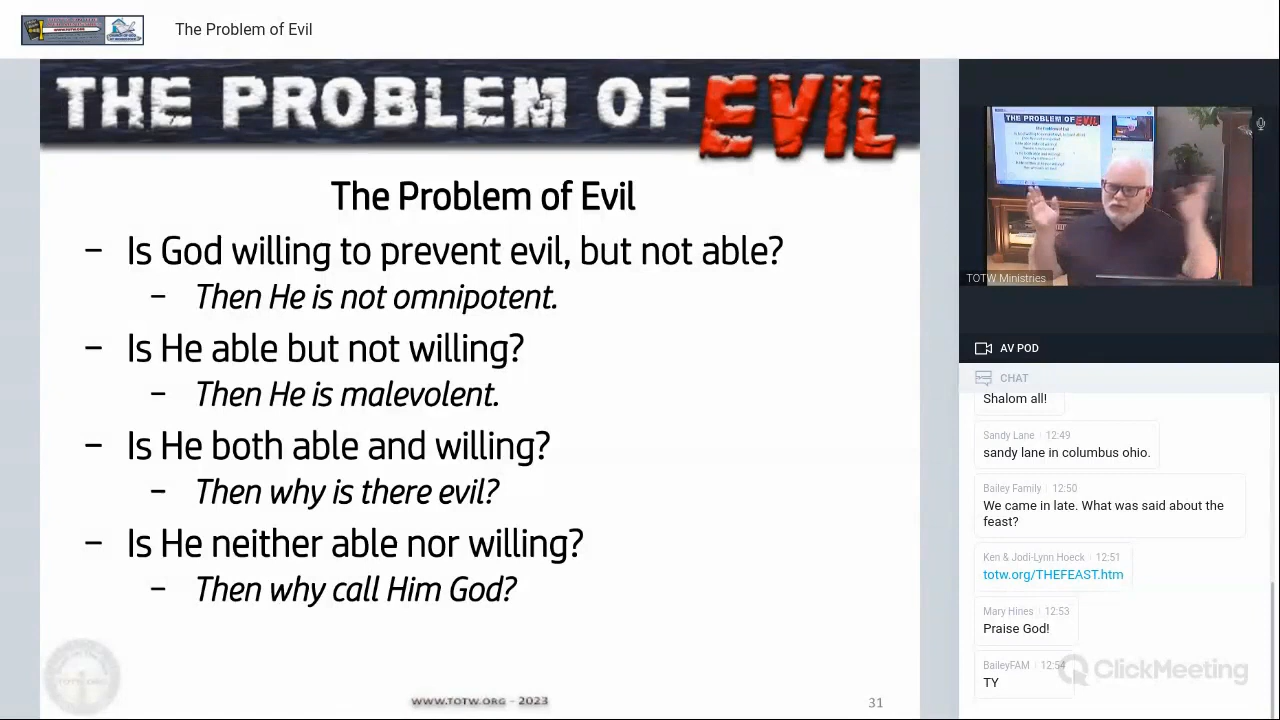 The Problem of Evil
THE PROBLEM OF EVIL
The Problem of Evil
– Is God willing to prevent evil, but not able?
– Then He is not omnipotent.
– Is He able but not willing?
– Then He is malevolent.
– Is He both able and willing?
– Then why is there evil?
– Is He neither able nor willing?
– Then why call Him God?
WWW.TOTW.ORG - 2023
31
THE PROBLEM OF EVIL
TOTW Ministries
AV POD
CHAT
Shalom all!
Sandy Lane 12:49
sandy lane in columbus ohio.
Bailey Family 12:50
We came in late. What was said about the
feast?
Ken & Jodi-Lynn Hoeck 12:51
totw.org/THEFEAST.htm
Mary Hines 12:53
Praise God!
BaileyFAM 12:54
TY
ClickMeeting